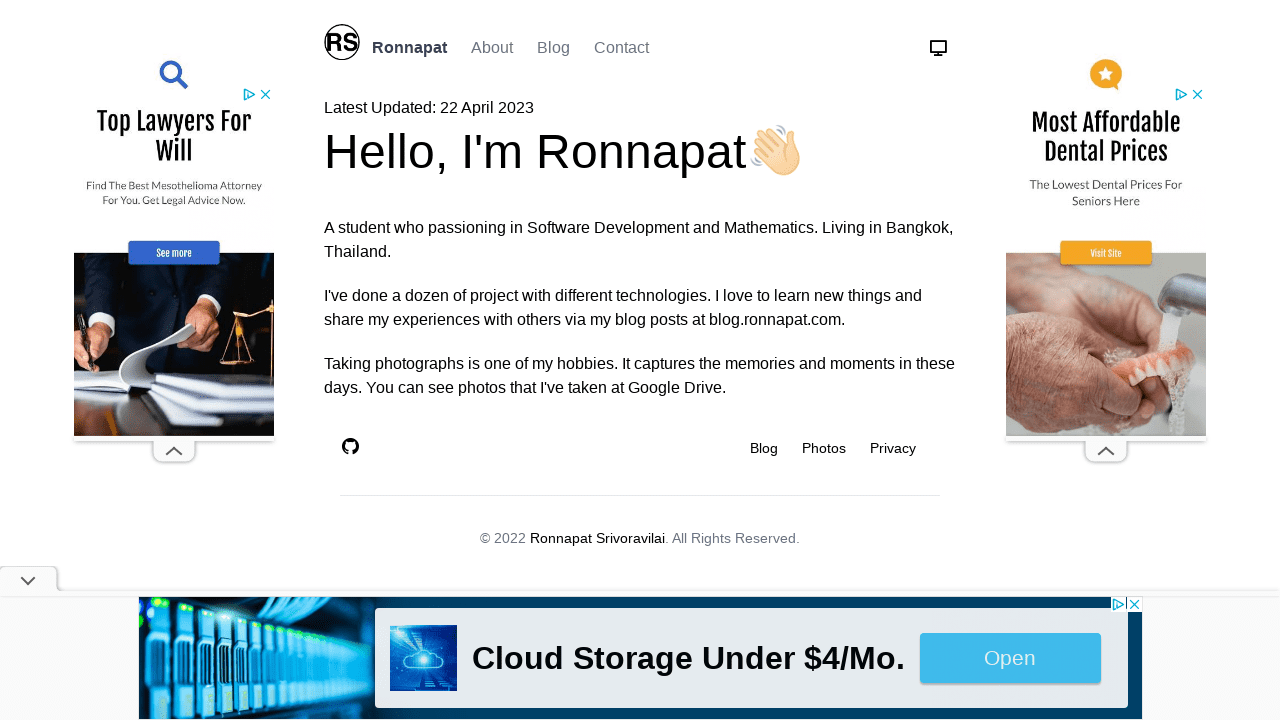 RS
Ronnapat About Blog Contact
Latest Updated: 22 April 2023
Hello, I'm Ronnapat👋🏻
A student who passioning in Software Development and Mathematics. Living in Bangkok,
Thailand.
I've done a dozen of project with different technologies. I love to learn new things and
share my experiences with others via my blog posts at blog.ronnapat.com.
Taking photographs is one of my hobbies. It captures the memories and moments in these
days. You can see photos that I've taken at Google Drive.
Blog Photos Privacy
© 2022 Ronnapat Srivoravilai. All Rights Reserved.
Top Lawyers For
Will
Find The Best Mesothelioma Attorney
For You. Get Legal Advice Now.
See more
Most Affordable
Dental Prices
The Lowest Dental Prices For
Seniors Here
Visit Site
Cloud Storage Under $4/Mo.
Open